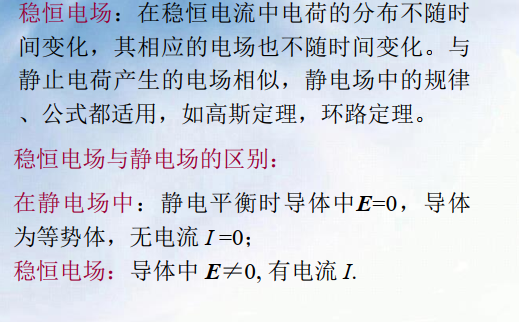 稳恒电场：在稳恒电流中电荷的分布不随时
间变化，其相应的电场也不随时间变化。与
静止电荷产生的电场相似，静电场中的规律
、公式都适用，如高斯定理，环路定理。
稳恒电场与静电场的区别：
在静电场中：静电平衡时导体中E=0，导体
为等势体，无电流 I =0；
稳恒电场：导体中 E≠0, 有电流 I.